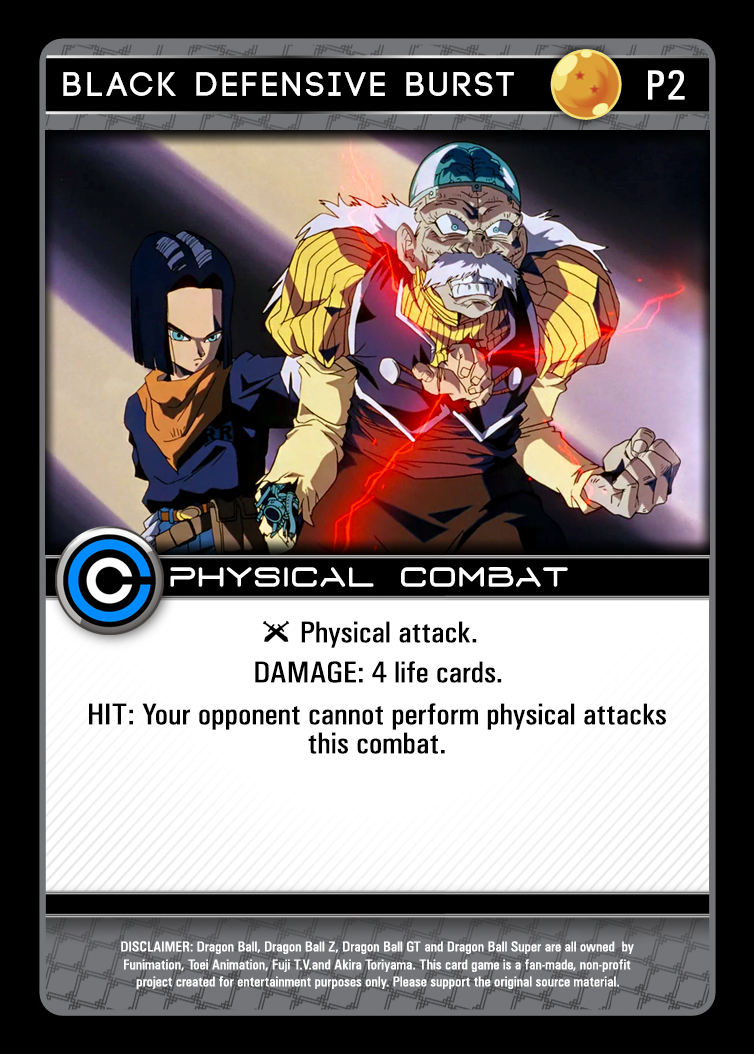 BLACK DEFENSIVE BURST P2
PHYSICAL COMBAT
Physical attack.
DAMAGE: 4 life cards.
HIT: Your opponent cannot perform physical attacks
this combat.
DISCLAIMER: Dragon Ball, Dragon Ball Z, Dragon Ball GT and Dragon Ball Super are all owned by
Funimation, Toei Animation, Fuji T.V.and Akira Toriyama. This card game is a fan-made, non-profit
project created for entertainment purposes only. Please support the original source material.